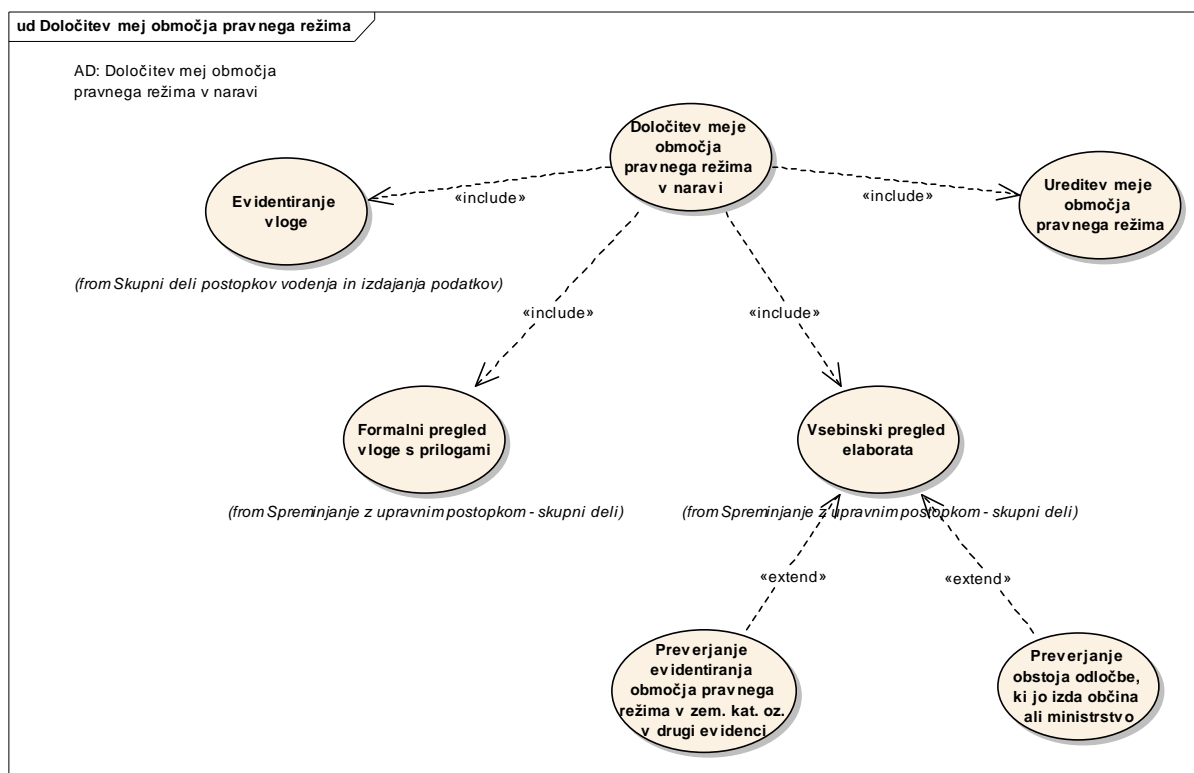 ud Določitev mej območja pravnega režima
AD: Določitev mej območja
pravnega režima v naravi
Določitev meje
območja
pravnega režima
v naravi
Evidentiranje
vloge
«include»
«include»
Ureditev meje
območja
pravnega režima
(from Skupni deli postopkov vodenja in izdajanja podatkov)
«include»
«include»
Formalni pregled
vloge s prilogami
Vsebinski pregled
elaborata
(from Spreminjanje z upravnim postopkom - skupni deli)
(from Spreminjanje z upravnim postopkom - skupni deli)
«extend»
«extend»
Preverjanje
evidentiranja
območja pravnega
režima v zem. kat. oz.
v drugi evidenci
Preverjanje
obstoja odločbe,
ki jo izda občina
ali ministrstvo